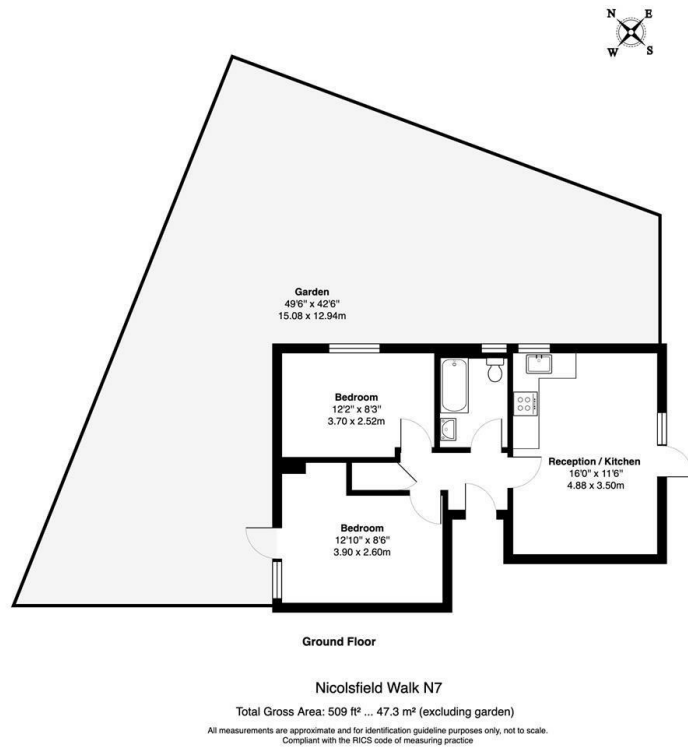 N E
W S
Garden
49'6" x 42'6"
15.08 x 12.94m
Bedroom
12'2" x 8'3"
3.70 x 2.52m
Reception / Kitchen
16'0" x 11'6"
4.88 x 3.50m
Bedroom
12'10" x 8'6"
3.90 x 2.60m
Ground Floor
Nicolsfield Walk N7
Total Gross Area: 509 ft² ... 47.3 m² (excluding garden)
All measurements are approximate and for identification guideline purposes only, not to scale.
Compliant with the RICS code of measuring practice